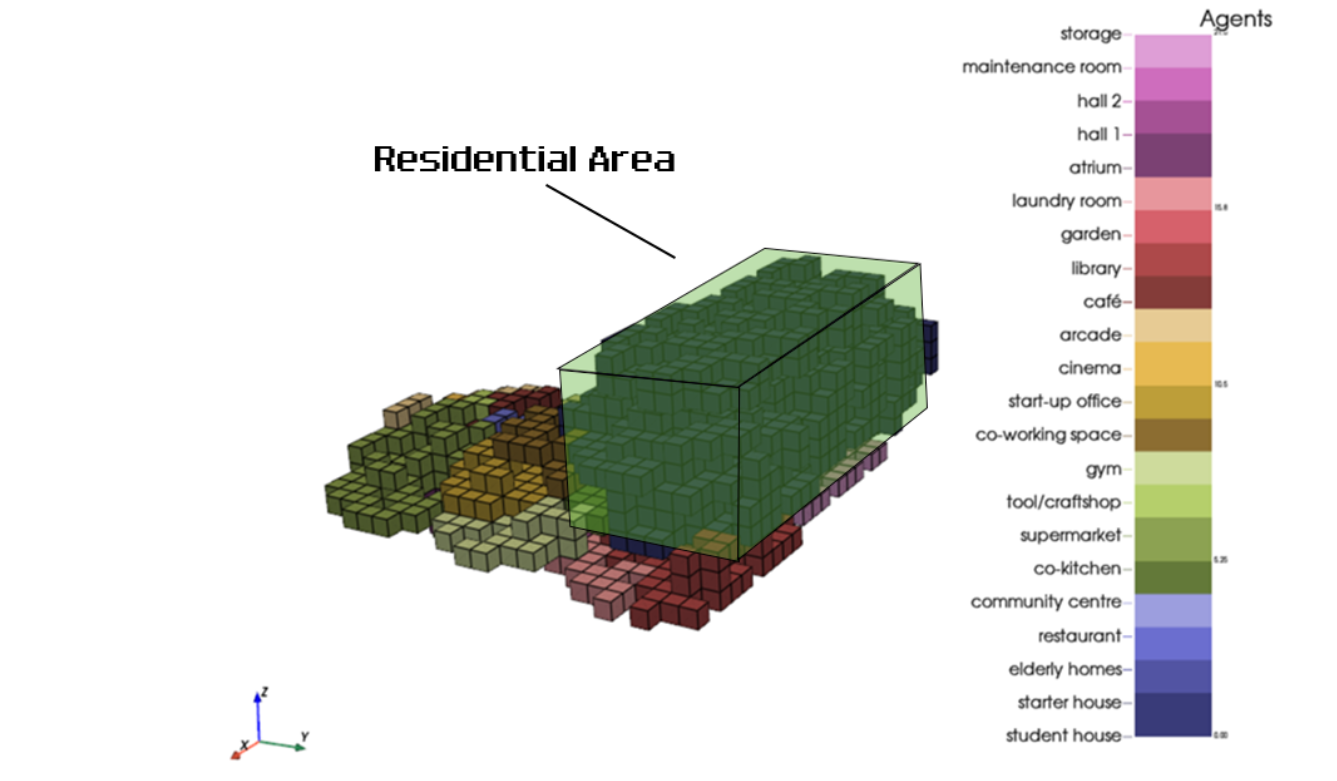 Agents
storage
maintenance room
hall 2
hall 1
atrium
laundry room
garden
library
café
arcade
cinema
start-up office
co-working space
gym
tool/craftshop
supermarket
co-kitchen
community centre
restaurant
elderly homes
starter house
student house
15.8
10.5
5.25
0.00
Residential Area
Z
X
Y